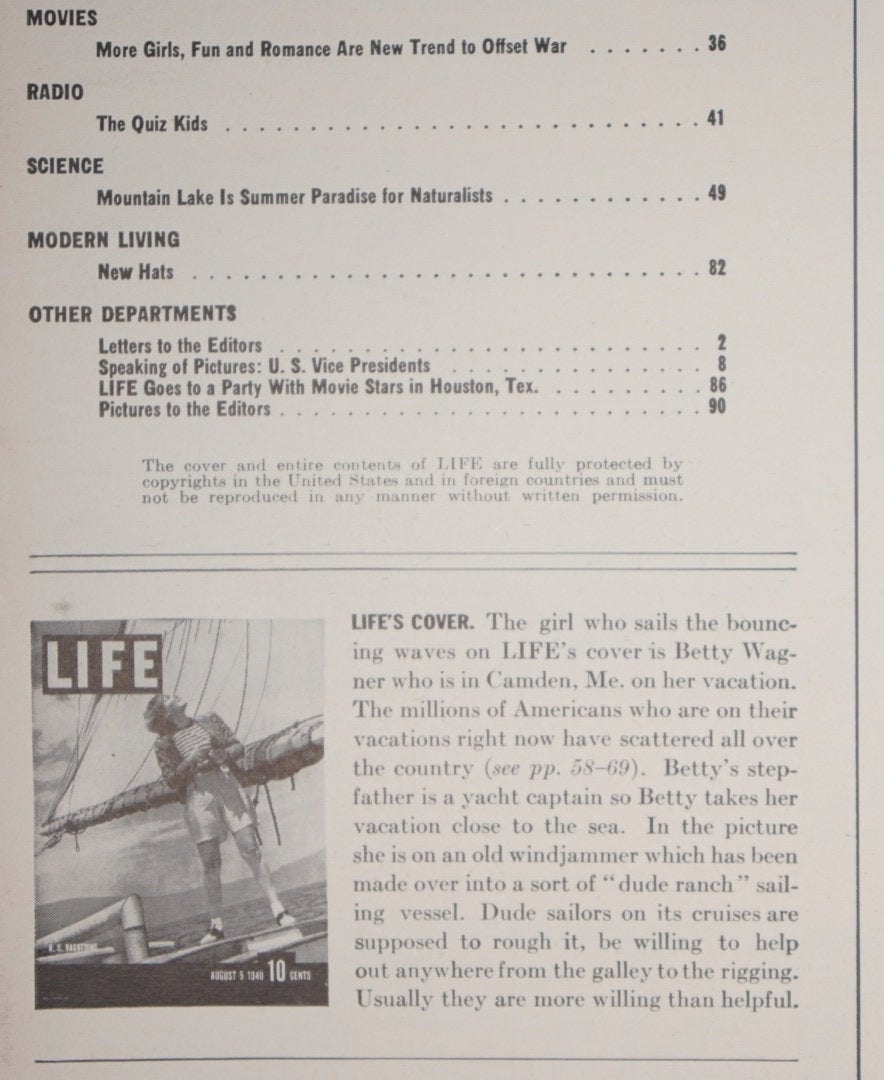 MOVIES
More Girls, Fun and Romance Are New Trend to Offset War . . . . . . . 36
RADIO
The Quiz Kids . . . . . . . . . . . . . . . . . . . . . . . . . . . . 41
SCIENCE
Mountain Lake Is Summer Paradise for Naturalists . . . . . . . . . . . . 49
MODERN LIVING
New Hats . . . . . . . . . . . . . . . . . . . . . . . . . . . . . . 82
OTHER DEPARTMENTS
Letters to the Editors . . . . . . . . . . . . . . . . . . . . . . . . 2
Speaking of Pictures: U. S. Vice Presidents . . . . . . . . . . . . . . 8
LIFE Goes to a Party With Movie Stars in Houston, Tex. . . . . . . . . . 86
Pictures to the Editors . . . . . . . . . . . . . . . . . . . . . . . . 90
The cover and entire contents of LIFE are fully protected by
copyrights in the United States and in foreign countries and must
not be reproduced in any manner without written permission.
LIFE
AUGUST 5 1940 10 CENTS
LIFE'S COVER. The girl who sails the bounc-
ing waves on LIFE's cover is Betty Wag-
ner who is in Camden, Me. on her vacation.
The millions of Americans who are on their
vacations right now have scattered all over
the country (see pp. 58–69). Betty's step-
father is a yacht captain so Betty takes her
vacation close to the sea. In the picture
she is on an old windjammer which has been
made over into a sort of "dude ranch" sail-
ing vessel. Dude sailors on its cruises are
supposed to rough it, be willing to help
out anywhere from the galley to the rigging.
Usually they are more willing than helpful.